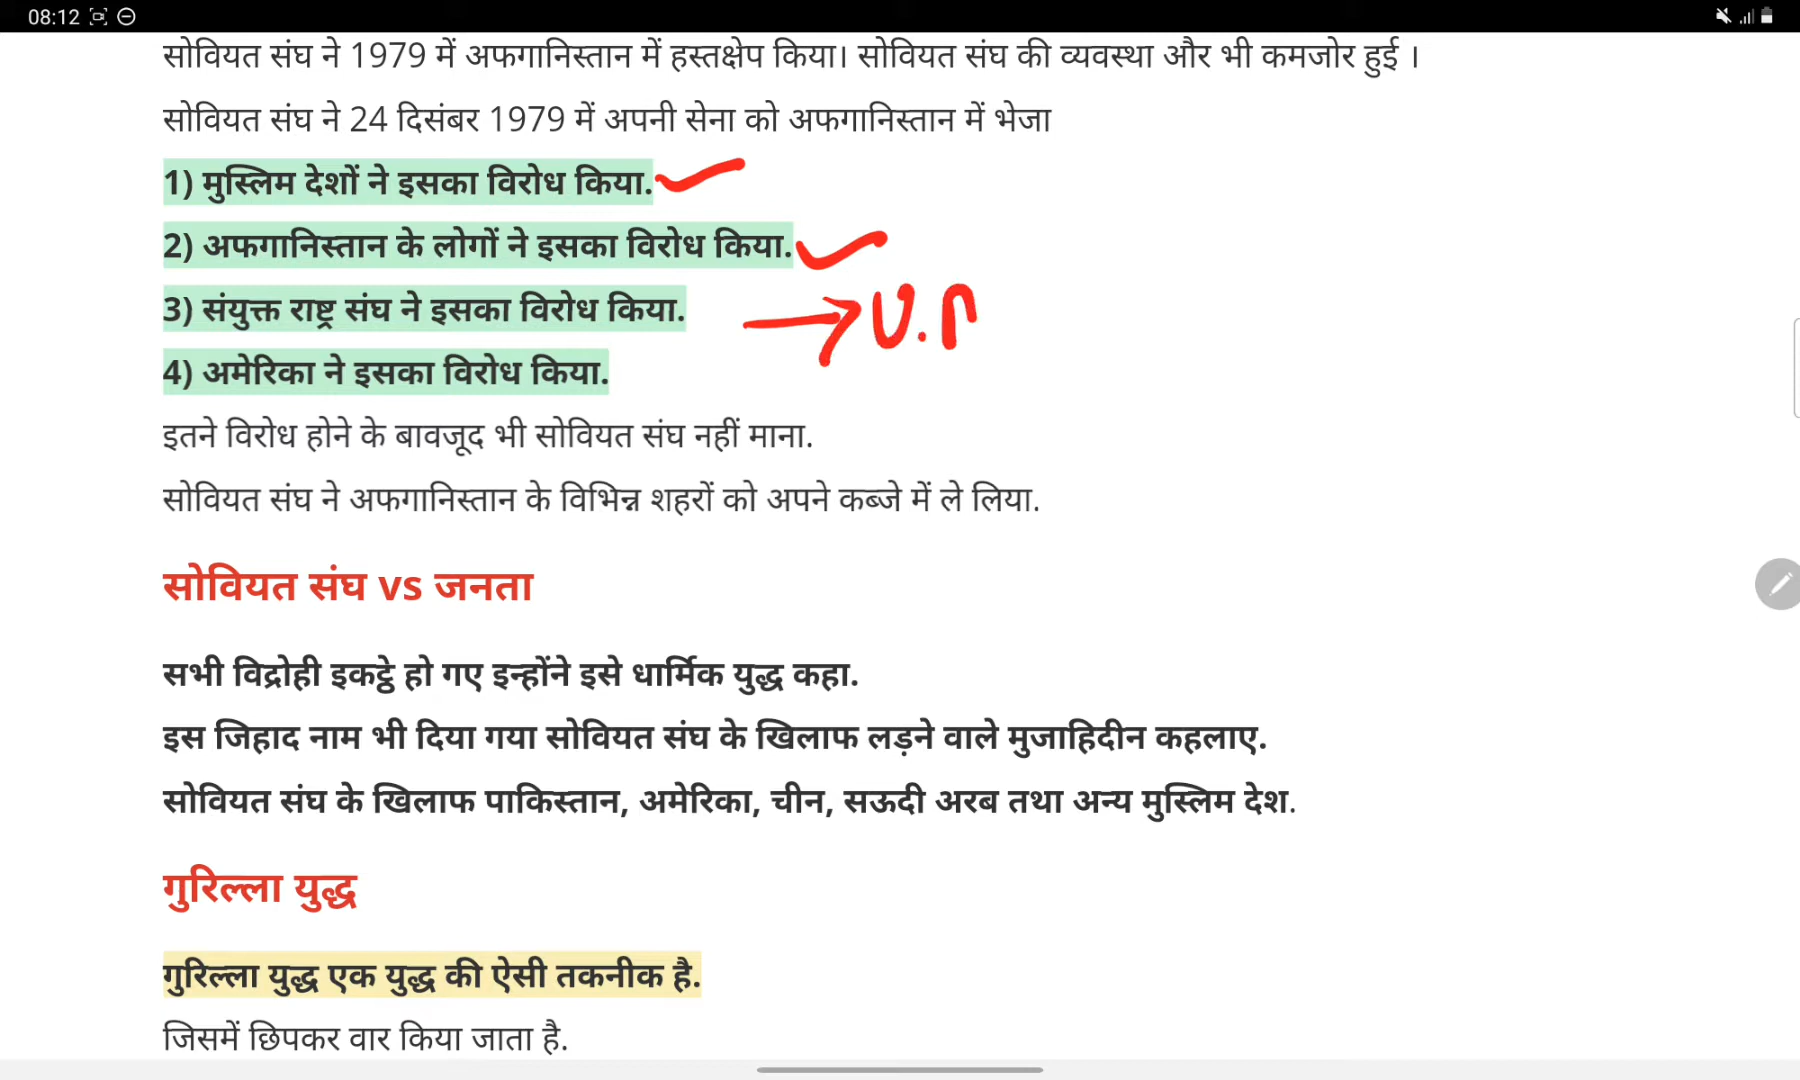 08:12
सोवियत संघ ने 1979 में अफगानिस्तान में हस्तक्षेप किया। सोवियत संघ की व्यवस्था और भी कमजोर हुई ।
सोवियत संघ ने 24 दिसंबर 1979 में अपनी सेना को अफगानिस्तान में भेजा
1) मुस्लिम देशों ने इसका विरोध किया.
2) अफगानिस्तान के लोगों ने इसका विरोध किया.
3) संयुक्त राष्ट्र संघ ने इसका विरोध किया.
4) अमेरिका ने इसका विरोध किया.
इतने विरोध होने के बावजूद भी सोवियत संघ नहीं माना.
सोवियत संघ ने अफगानिस्तान के विभिन्न शहरों को अपने कब्जे में ले लिया.
सोवियत संघ vs जनता
सभी विद्रोही इकट्ठे हो गए इन्होंने इसे धार्मिक युद्ध कहा.
इस जिहाद नाम भी दिया गया सोवियत संघ के खिलाफ लड़ने वाले मुजाहिदीन कहलाए.
सोवियत संघ के खिलाफ पाकिस्तान, अमेरिका, चीन, सऊदी अरब तथा अन्य मुस्लिम देश.
गुरिल्ला युद्ध
गुरिल्ला युद्ध एक युद्ध की ऐसी तकनीक है.
जिसमें छिपकर वार किया जाता है.